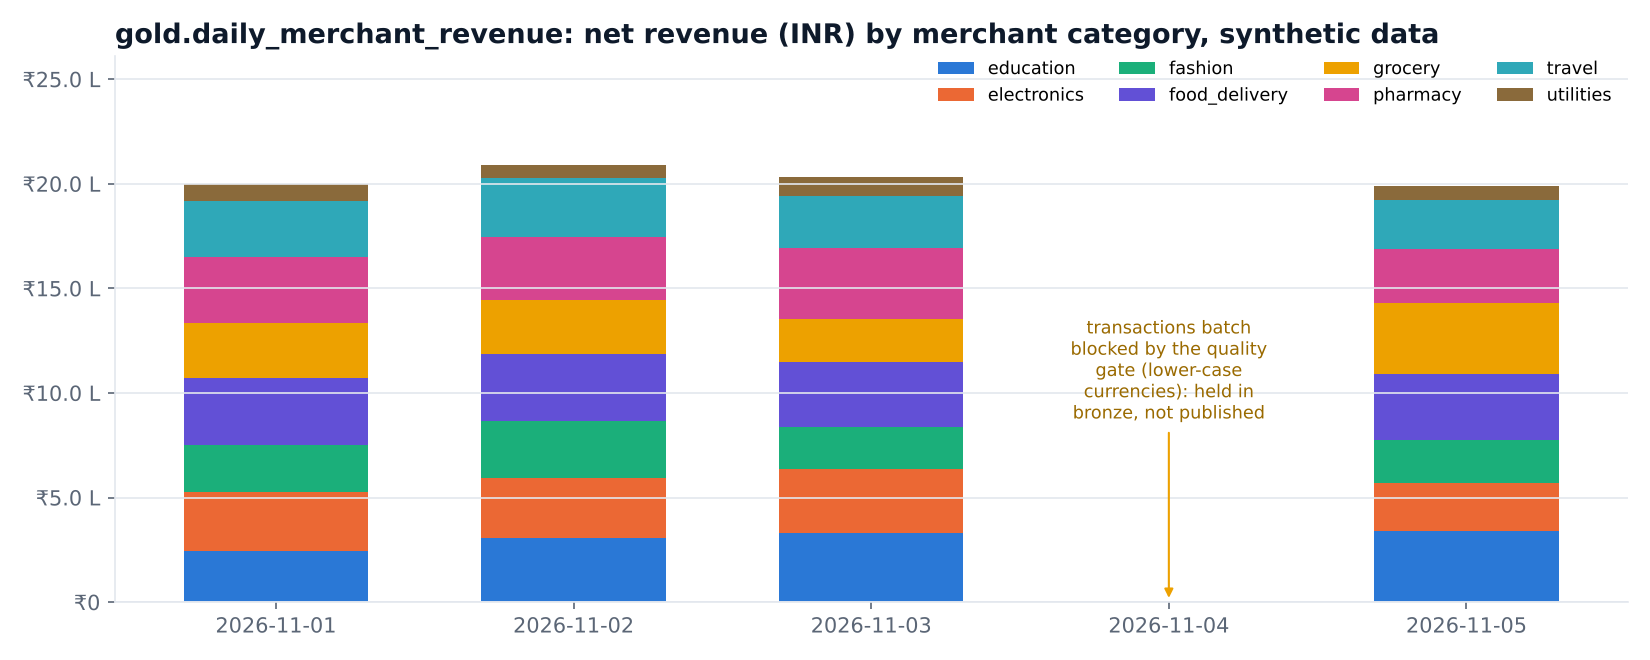 gold.daily_merchant_revenue: net revenue (INR) by merchant category, synthetic data
education
fashion
grocery
travel
electronics
food_delivery
pharmacy
utilities
₹25.0 L
₹20.0 L
₹15.0 L
₹10.0 L
₹5.0 L
₹0
transactions batch
blocked by the quality
gate (lower-case
currencies): held in
bronze, not published
2026-11-01
2026-11-02
2026-11-03
2026-11-04
2026-11-05